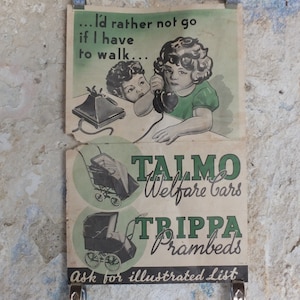 ...I'd rather not go
if I have
to walk...
TALMO
Welfare Cars
TRIPPA
Prambeds
Ask for illustrated List